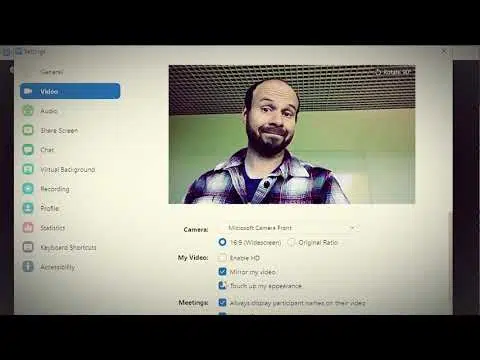 Settings
General
Video
Audio
Share Screen
Chat
Virtual Background
Recording
Profile
Statistics
Keyboard Shortcuts
Accessibility
Rotate 90°
Camera: Microsoft Camera Front
16:9 (Widescreen) Original Ratio
My Video: Enable HD
Mirror my video
Touch up my appearance
Meetings: Always display participant names on their video